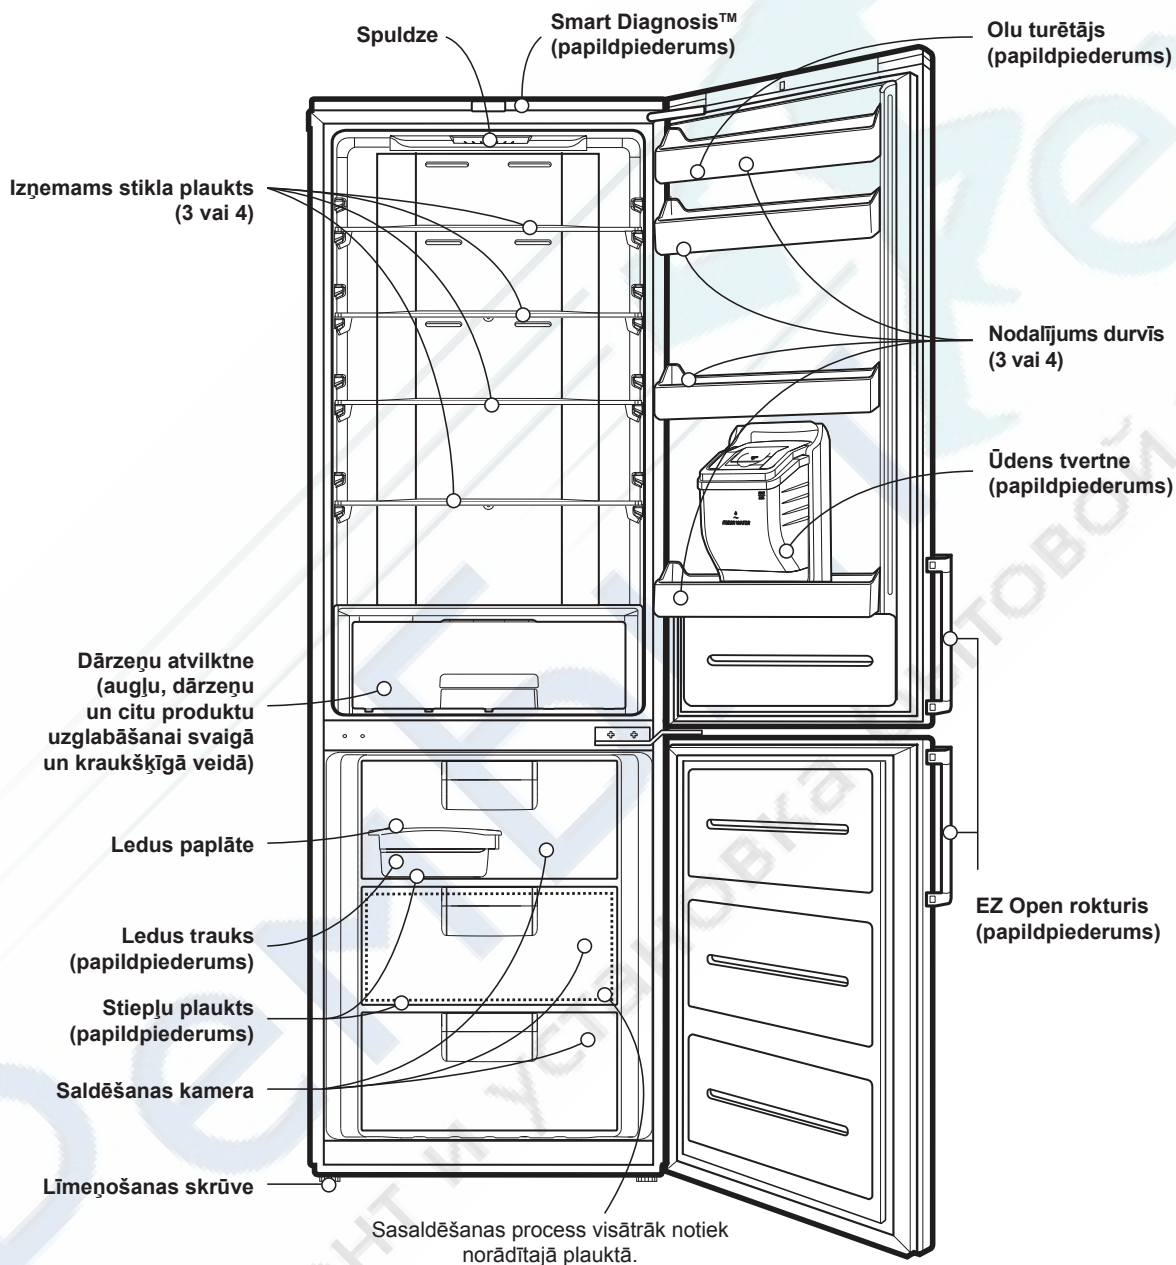 Spuldze
Smart Diagnosis™
(papildpiederums)
Olu turētājs
(papildpiederums)
Izņemams stikla plaukts
(3 vai 4)
Nodalījums durvīs
(3 vai 4)
Ūdens tvertne
(papildpiederums)
Dārzeņu atvilktne
(augļu, dārzeņu
un citu produktu
uzglabāšanai svaigā
un kraukšķīgā veidā)
Ledus paplāte
EZ Open rokturis
(papildpiederums)
Ledus trauks
(papildpiederums)
Stiepļu plaukts
(papildpiederums)
Saldēšanas kamera
Līmeņošanas skrūve
Sasaldēšanas process visātrāk notiek
norādītajā plauktā.
установка бытовой